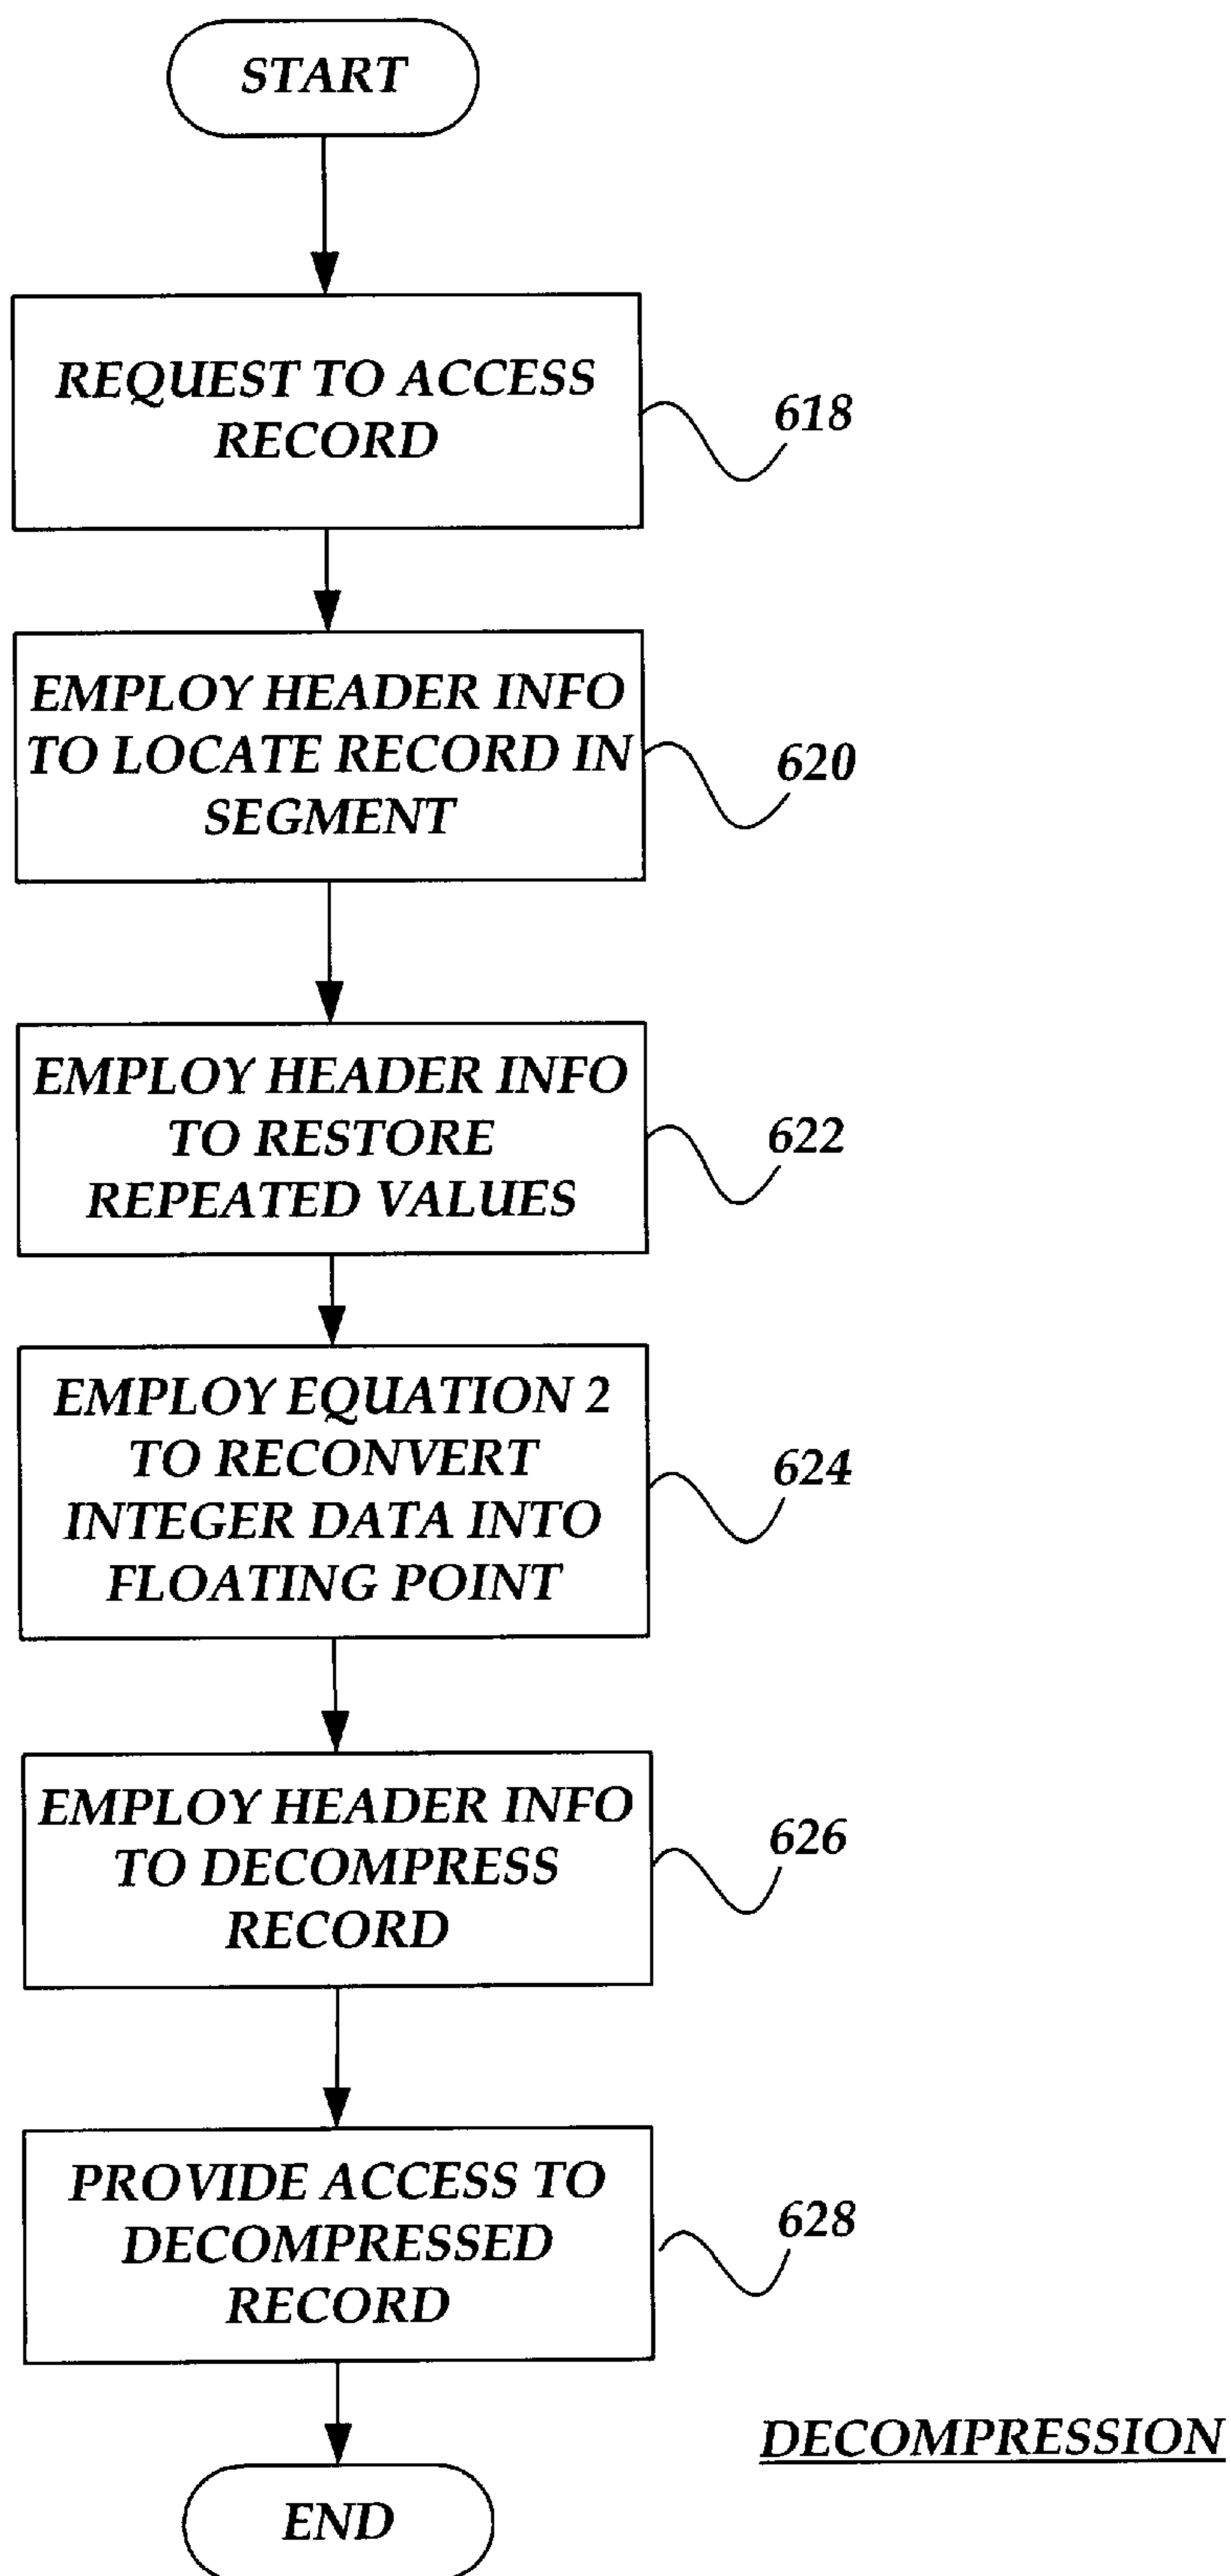 START
REQUEST TO ACCESS
RECORD
618
EMPLOY HEADER INFO
TO LOCATE RECORD IN
SEGMENT
620
EMPLOY HEADER INFO
TO RESTORE
REPEATED VALUES
622
EMPLOY EQUATION 2
TO RECONVERT
INTEGER DATA INTO
FLOATING POINT
624
EMPLOY HEADER INFO
TO DECOMPRESS
RECORD
626
PROVIDE ACCESS TO
DECOMPRESSED
RECORD
628
DECOMPRESSION
END